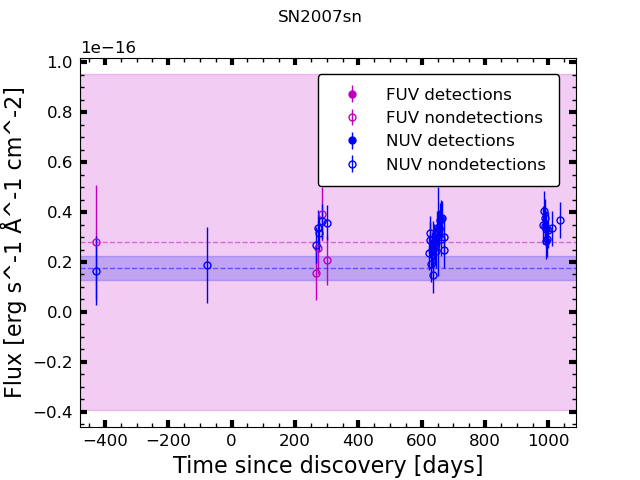 SN2007sn
1e−16
1.0
0.8
0.6
0.4
0.2
0.0
−0.2
−0.4
Flux [erg s^-1 Å^-1 cm^-2]
FUV detections
FUV nondetections
NUV detections
NUV nondetections
−400 −200 0 200 400 600 800 1000
Time since discovery [days]